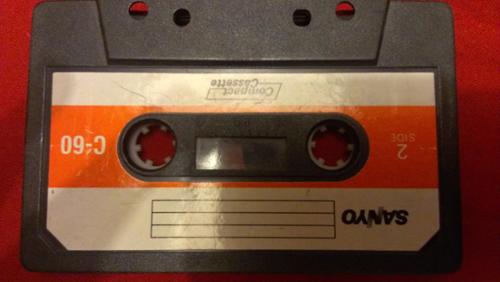 SANYO
SIDE
2
C-60
Compact
Cassette